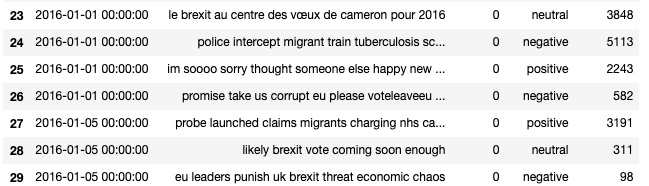 23 2016-01-01 00:00:00 le brexit au centre des vœux de cameron pour 2016 0 neutral 3848
24 2016-01-01 00:00:00 police intercept migrant train tuberculosis sc... 0 negative 5113
25 2016-01-01 00:00:00 im soooo sorry thought someone else happy new ... 0 positive 2243
26 2016-01-01 00:00:00 promise take us corrupt eu please voteleaveeu ... 0 negative 582
27 2016-01-05 00:00:00 probe launched claims migrants charging nhs ca... 0 positive 3191
28 2016-01-05 00:00:00 likely brexit vote coming soon enough 0 neutral 311
29 2016-01-05 00:00:00 eu leaders punish uk brexit threat economic chaos 0 negative 98